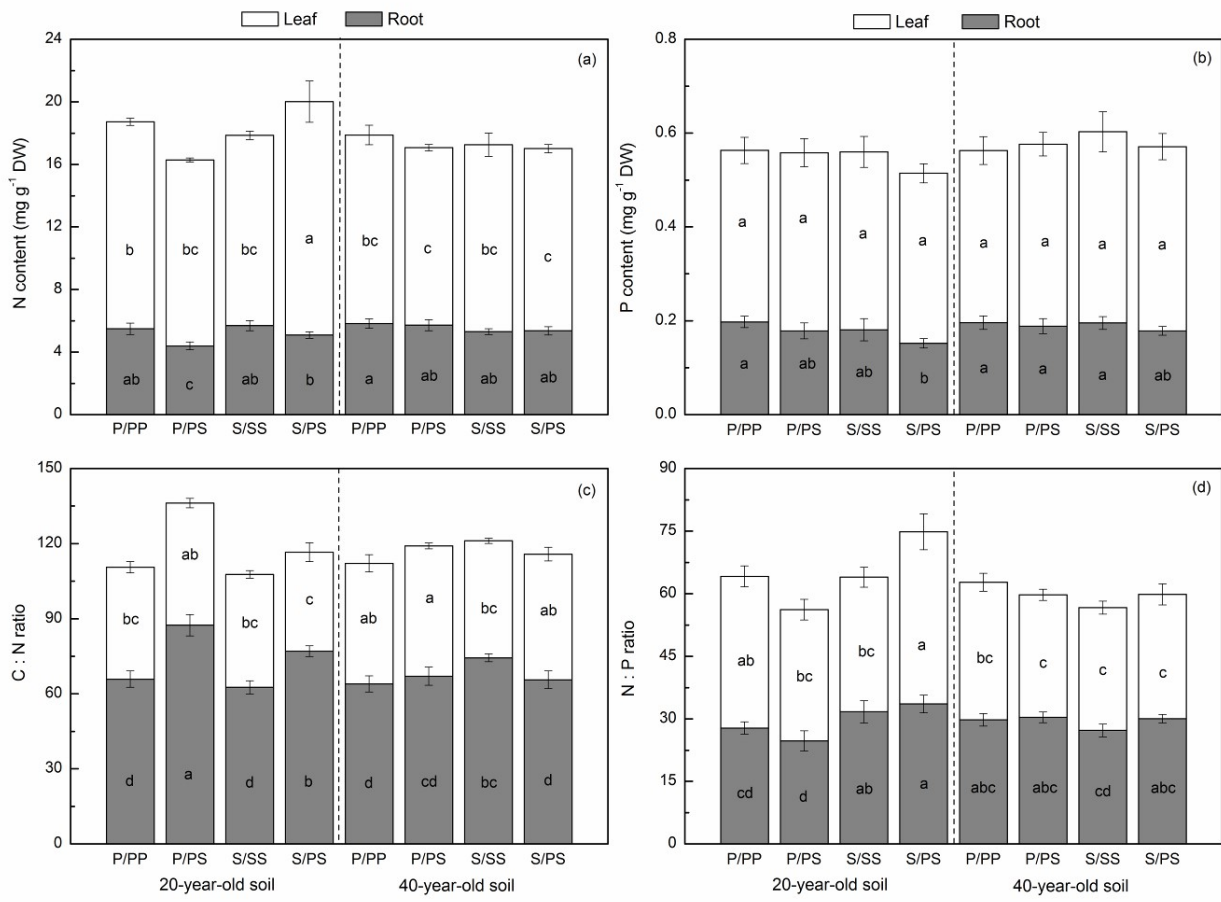 Leaf Root
Leaf Root
(a)
N content (mg g⁻¹ DW)
24
20
16
12
8
4
0
b bc bc a bc c bc c
ab c ab b a ab ab ab
P/PP P/PS S/SS S/PS P/PP P/PS S/SS S/PS
(b)
P content (mg g⁻¹ DW)
0.8
0.6
0.4
0.2
0.0
a a a a a a a a
a ab ab b a a a ab
P/PP P/PS S/SS S/PS P/PP P/PS S/SS S/PS
(c)
C : N ratio
150
120
90
60
30
0
bc ab bc c ab a bc ab
d a d b d cd bc d
P/PP P/PS S/SS S/PS P/PP P/PS S/SS S/PS
20-year-old soil 40-year-old soil
(d)
N : P ratio
90
75
60
45
30
15
0
ab bc bc a bc c c c
cd d ab a abc abc cd abc
P/PP P/PS S/SS S/PS P/PP P/PS S/SS S/PS
20-year-old soil 40-year-old soil